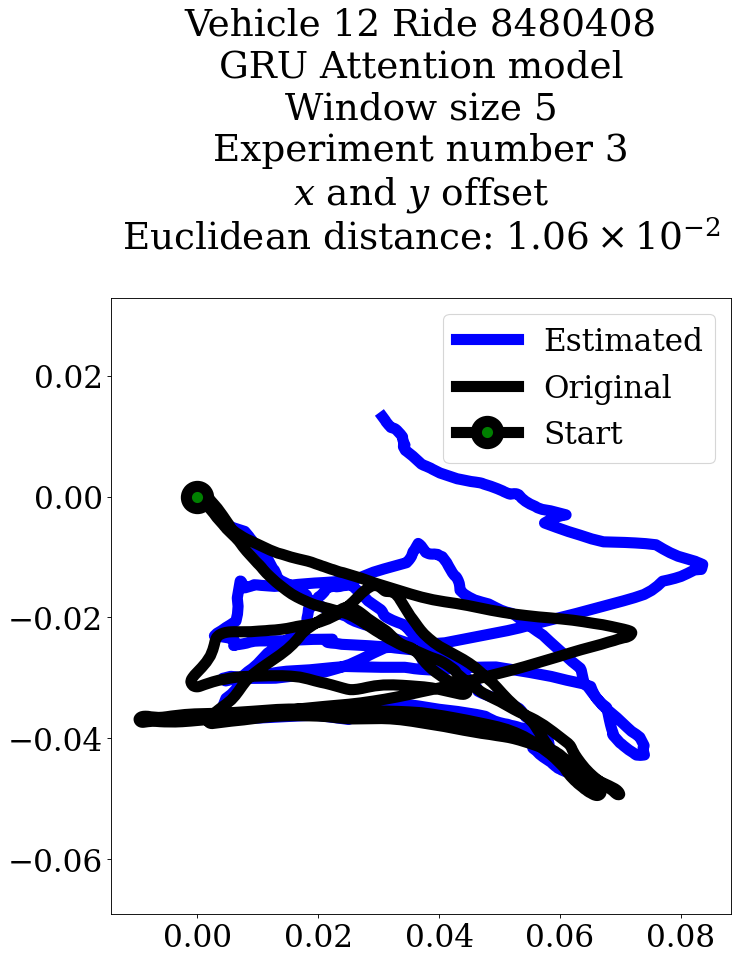 Vehicle 12 Ride 8480408
GRU Attention model
Window size 5
Experiment number 3
x and y offset
Euclidean distance: 1.06 × 10⁻²
Estimated
Original
Start
0.02
0.00
−0.02
−0.04
−0.06
0.00 0.02 0.04 0.06 0.08